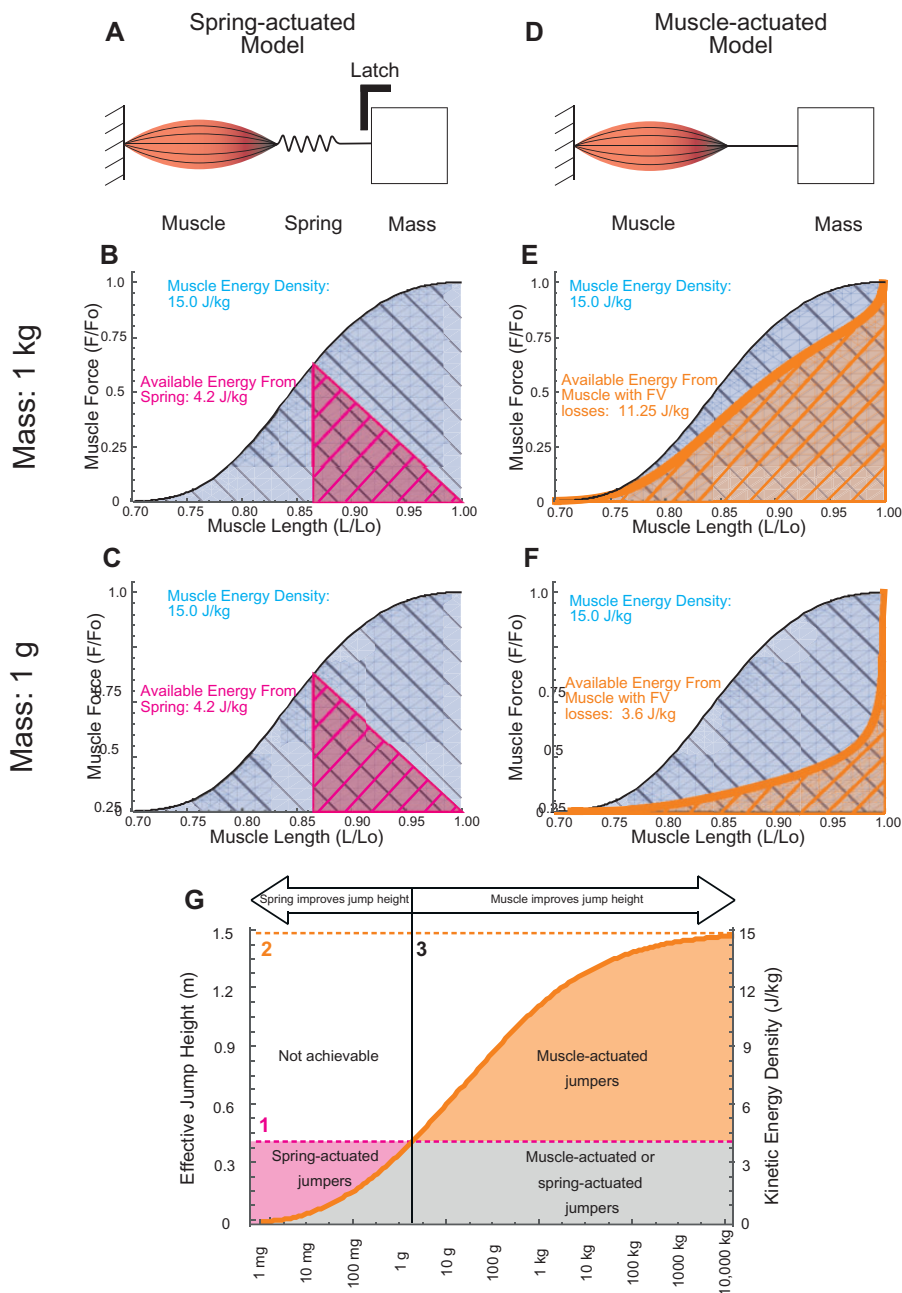 A
Spring-actuated
Model
Latch
Muscle
Spring
Mass
D
Muscle-actuated
Model
Muscle
Mass
Mass: 1 kg
B
Muscle Energy Density:
15.0 J/kg
Available Energy From
Spring: 4.2 J/kg
Muscle Force (F/Fo)
1.0
0.75
0.5
0.25
0
0.70 0.75 0.80 0.85 0.90 0.95 1.00
Muscle Length (L/Lo)
E
Muscle Energy Density:
15.0 J/kg
Available Energy From
Muscle with FV
losses: 11.25 J/kg
Muscle Force (F/Fo)
1.0
0.75
0.5
0.25
0
0.70 0.75 0.80 0.85 0.90 0.95 1.00
Muscle Length (L/Lo)
Mass: 1 g
C
Muscle Energy Density:
15.0 J/kg
Available Energy From
Spring: 4.2 J/kg
Muscle Force (F/Fo)
1.0
0.75
0.5
0.25
0
0.70 0.75 0.80 0.85 0.90 0.95 1.00
Muscle Length (L/Lo)
F
Muscle Energy Density:
15.0 J/kg
Available Energy From
Muscle with FV
losses: 3.6 J/kg
Muscle Force (F/Fo)
1.0
0.75
0.5
0.25
0
0.70 0.75 0.80 0.85 0.90 0.95 1.00
Muscle Length (L/Lo)
G
Spring improves jump height
Muscle improves jump height
Effective Jump Height (m)
1.5
1.2
0.9
0.6
0.3
0
2
3
Not achievable
Muscle-actuated
jumpers
1
Spring-actuated
jumpers
Muscle-actuated or
spring-actuated
jumpers
15
12
9
6
3
0
Kinetic Energy Density (J/kg)
1 mg
10 mg
100 mg
1 g
10 g
100 g
1 kg
10 kg
100 kg
1000 kg
10,000 kg